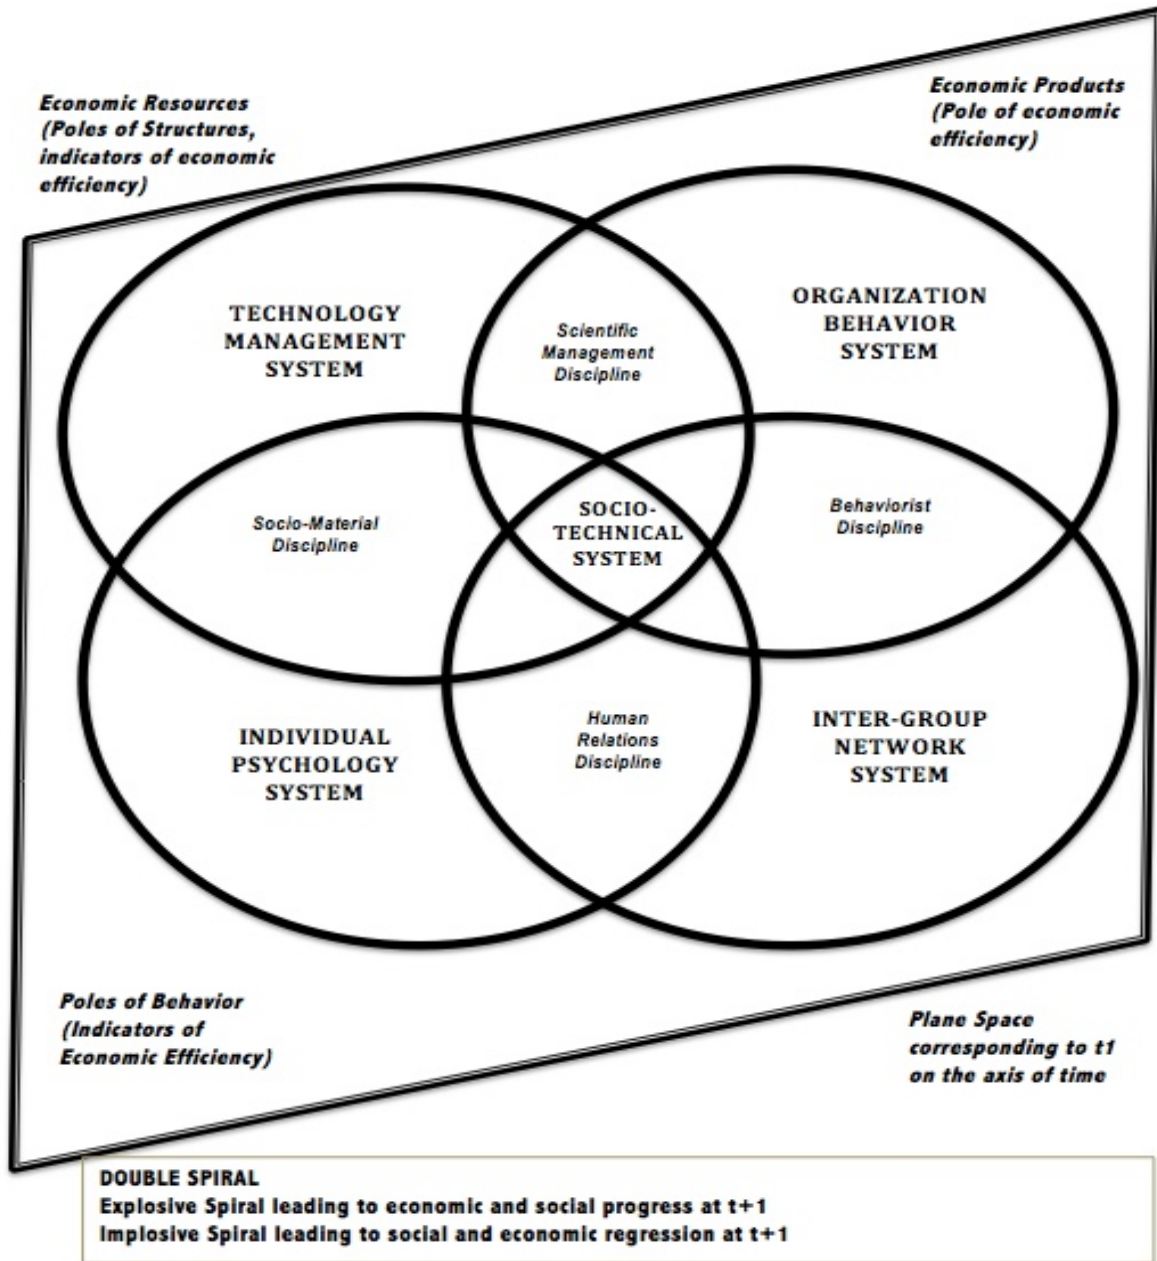 Economic Resources
(Poles of Structures,
indicators of economic
efficiency)
Economic Products
(Pole of economic
efficiency)
TECHNOLOGY
MANAGEMENT
SYSTEM
Scientific
Management
Discipline
ORGANIZATION
BEHAVIOR
SYSTEM
Socio-Material
Discipline
SOCIO-
TECHNICAL
SYSTEM
Behaviorist
Discipline
INDIVIDUAL
PSYCHOLOGY
SYSTEM
Human
Relations
Discipline
INTER-GROUP
NETWORK
SYSTEM
Poles of Behavior
(Indicators of
Economic Efficiency)
Plane Space
corresponding to t1
on the axis of time
DOUBLE SPIRAL
Explosive Spiral leading to economic and social progress at t+1
Implosive Spiral leading to social and economic regression at t+1